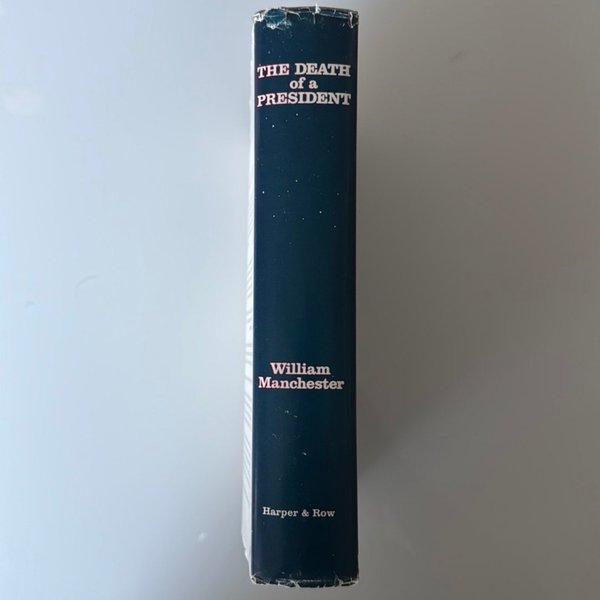 THE DEATH
of a
PRESIDENT
William
Manchester
Harper & Row